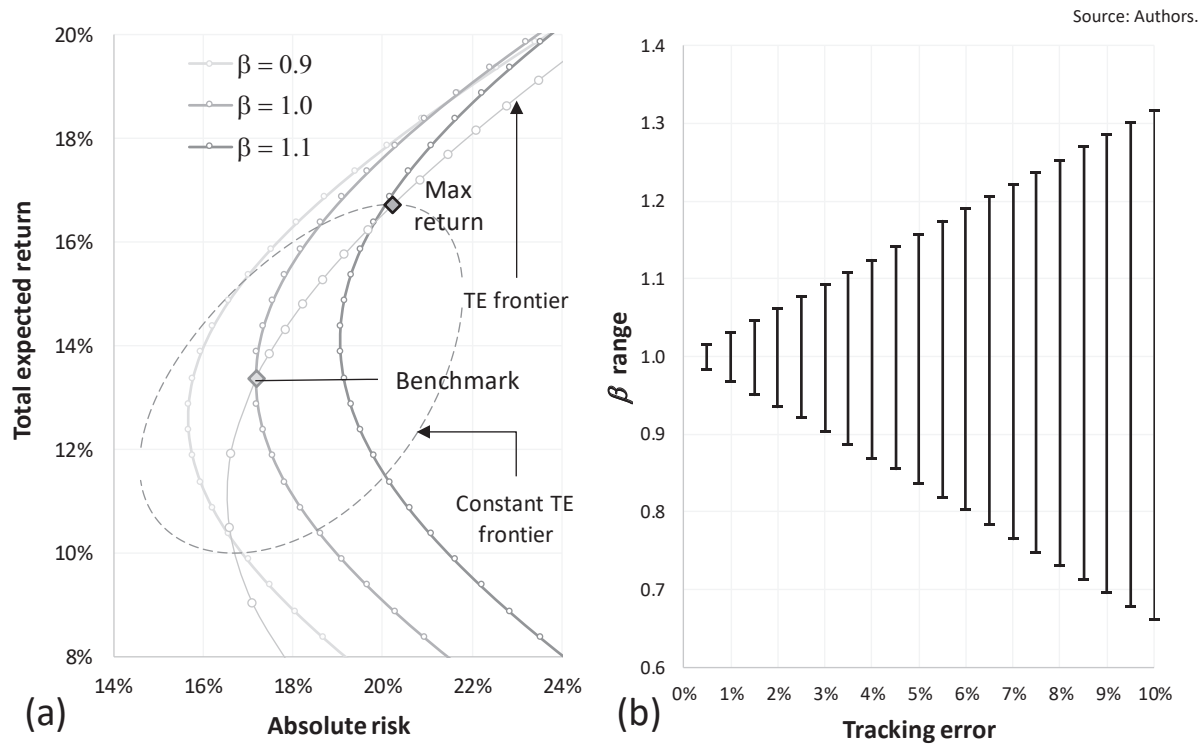 Source: Authors.
20%
18%
16%
14%
12%
10%
8%
Total expected return
β = 0.9
β = 1.0
β = 1.1
Max
return
TE frontier
Benchmark
Constant TE
frontier
14%
16%
18%
20%
22%
24%
(a)
Absolute risk
1.4
1.3
1.2
1.1
1.0
0.9
0.8
0.7
0.6
β range
0%
1%
2%
3%
4%
5%
6%
7%
8%
9%
10%
(b)
Tracking error